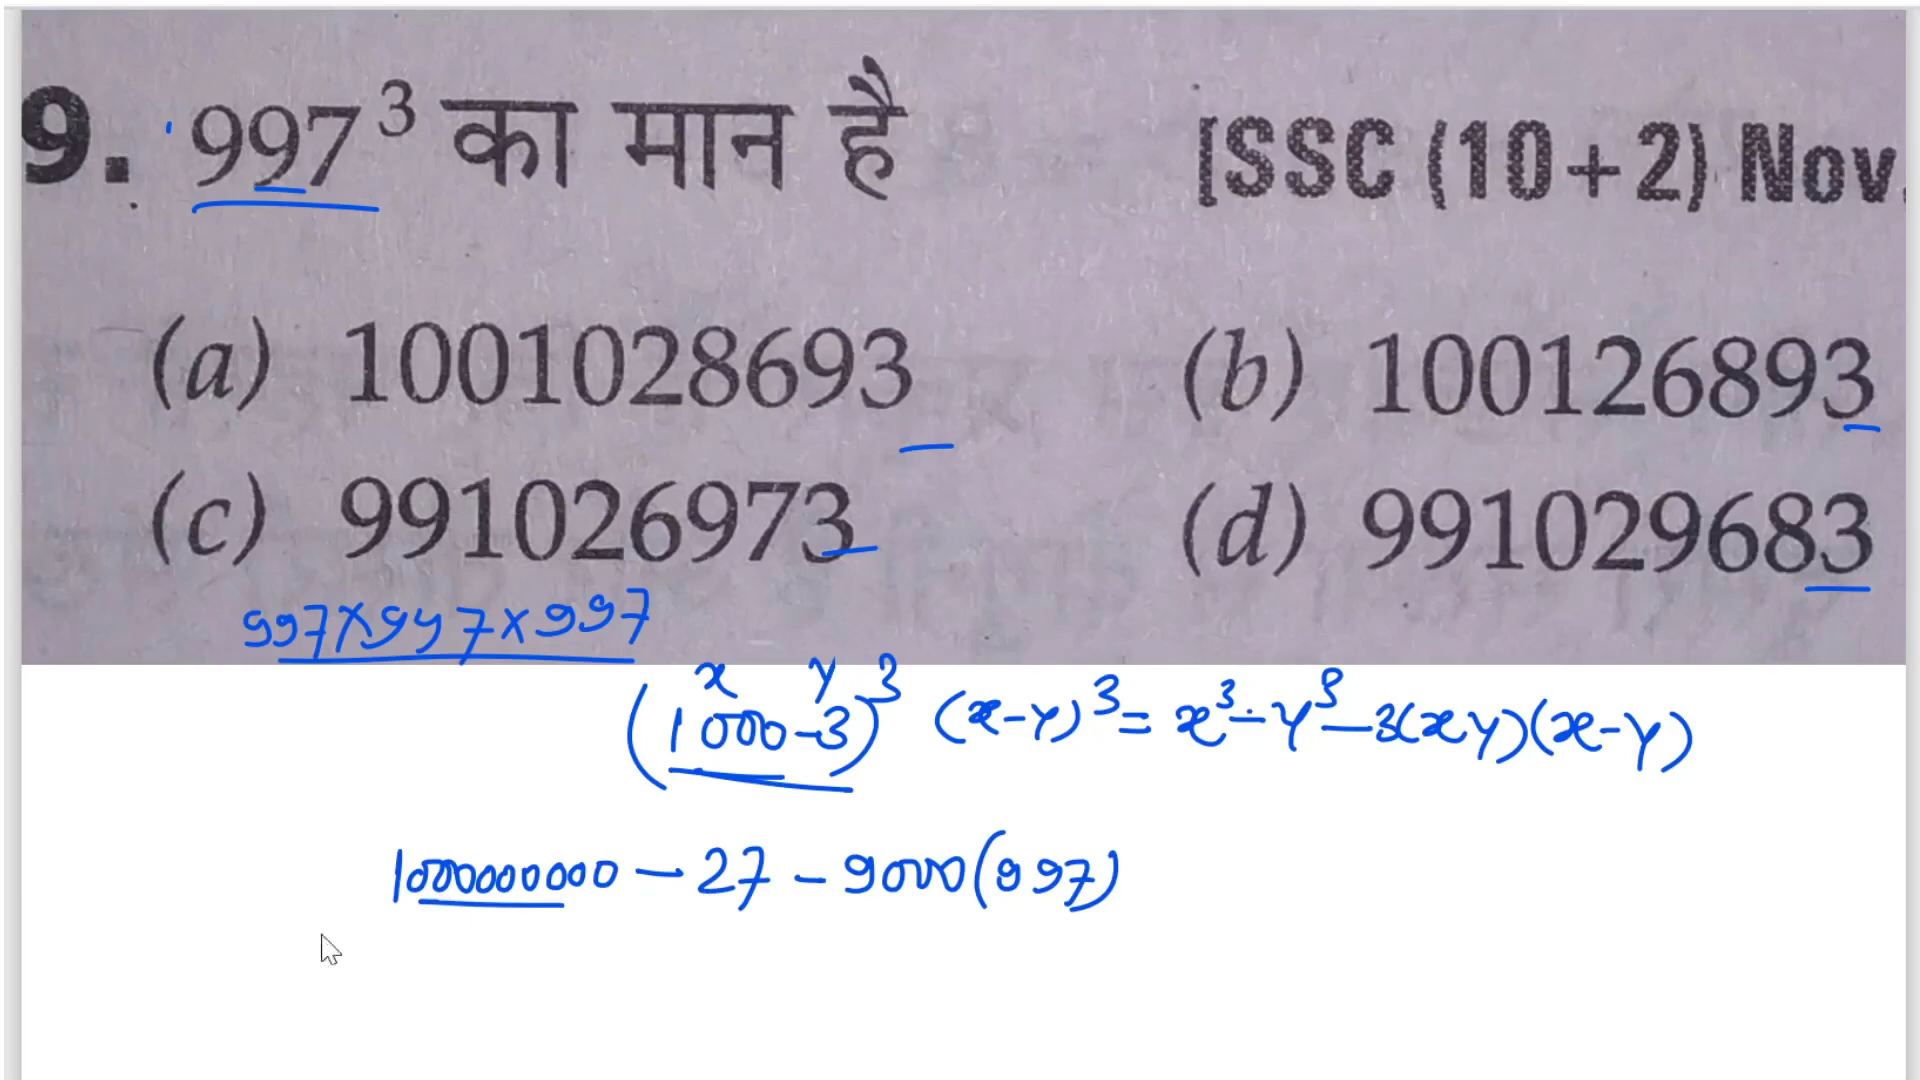 9. 997³ का मान है [SSC (10+2) Nov.
(a) 1001028693 (b) 100126893
(c) 991026973 (d) 991029683
997×997×997
x y
(1000-3)³ (x-y)³ = x³-y³-3(xy)(x-y)
1000000000 - 27 - 9000(997)